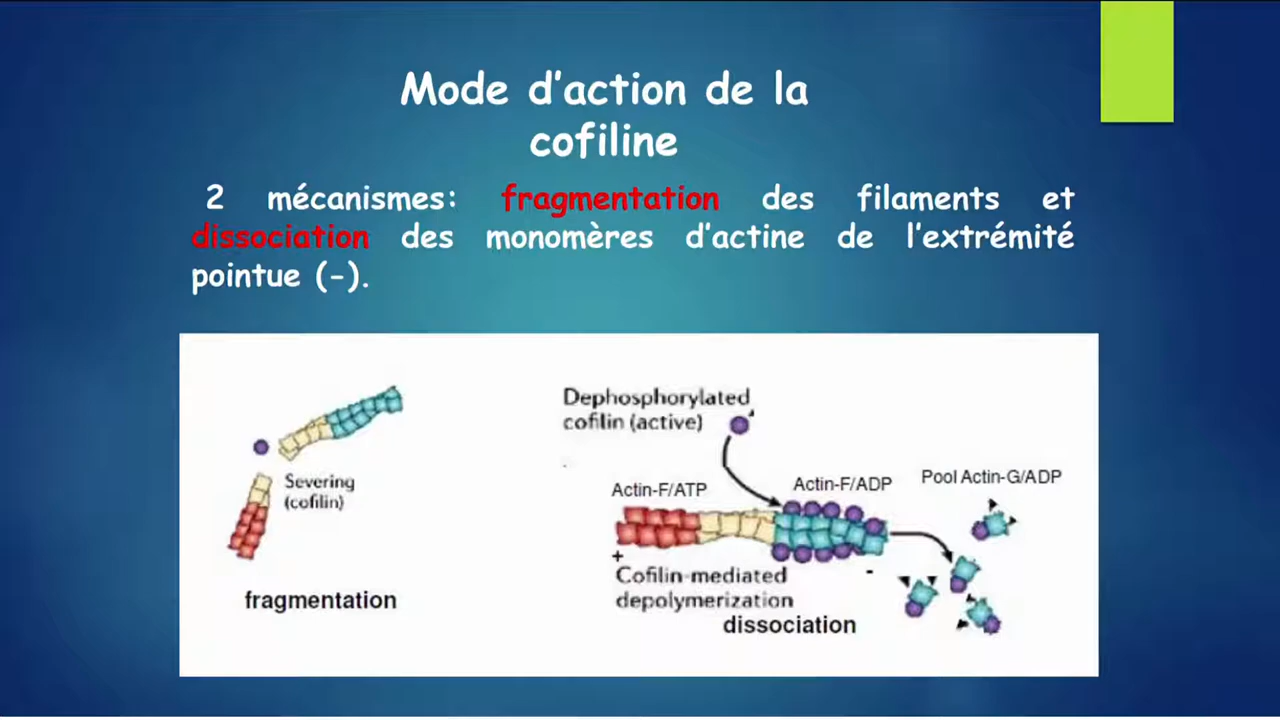 Mode d’action de la
cofiline
2 mécanismes: fragmentation des filaments et
dissociation des monomères d’actine de l’extrémité
pointue (-).
Severing
(cofilin)
fragmentation
Dephosphorylated
cofilin (active)
Actin-F/ATP
Actin-F/ADP
Pool Actin-G/ADP
+
-
Cofilin-mediated
depolymerization
dissociation